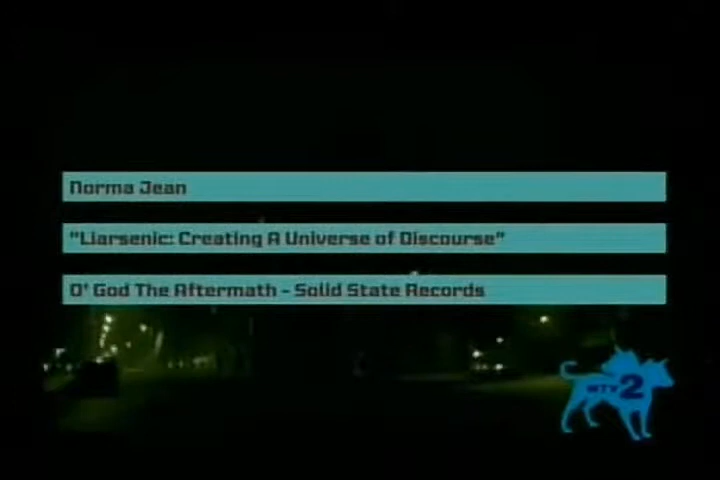 Norma Jean
"Liarsenic: Creating A Universe of Discourse"
O' God The Aftermath - Solid State Records
MTV2